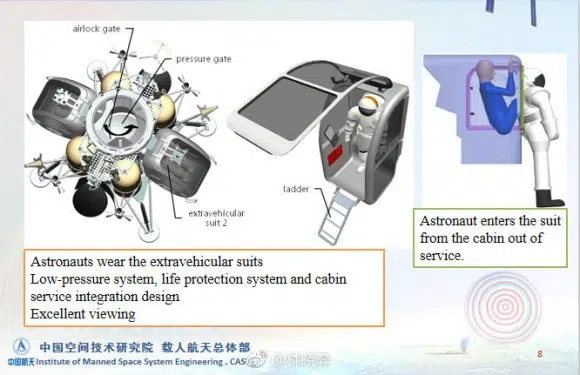 airlock gate
pressure gate
ladder
extravehicular
suit 2
Astronaut enters the suit
from the cabin out of
service.
Astronauts wear the extravehicular suits
Low-pressure system, life protection system and cabin
service integration design
Excellent viewing
中国空间技术研究院 载人航天总体部
中国航天 Institute of Manned Space System Engineering , CAS
8